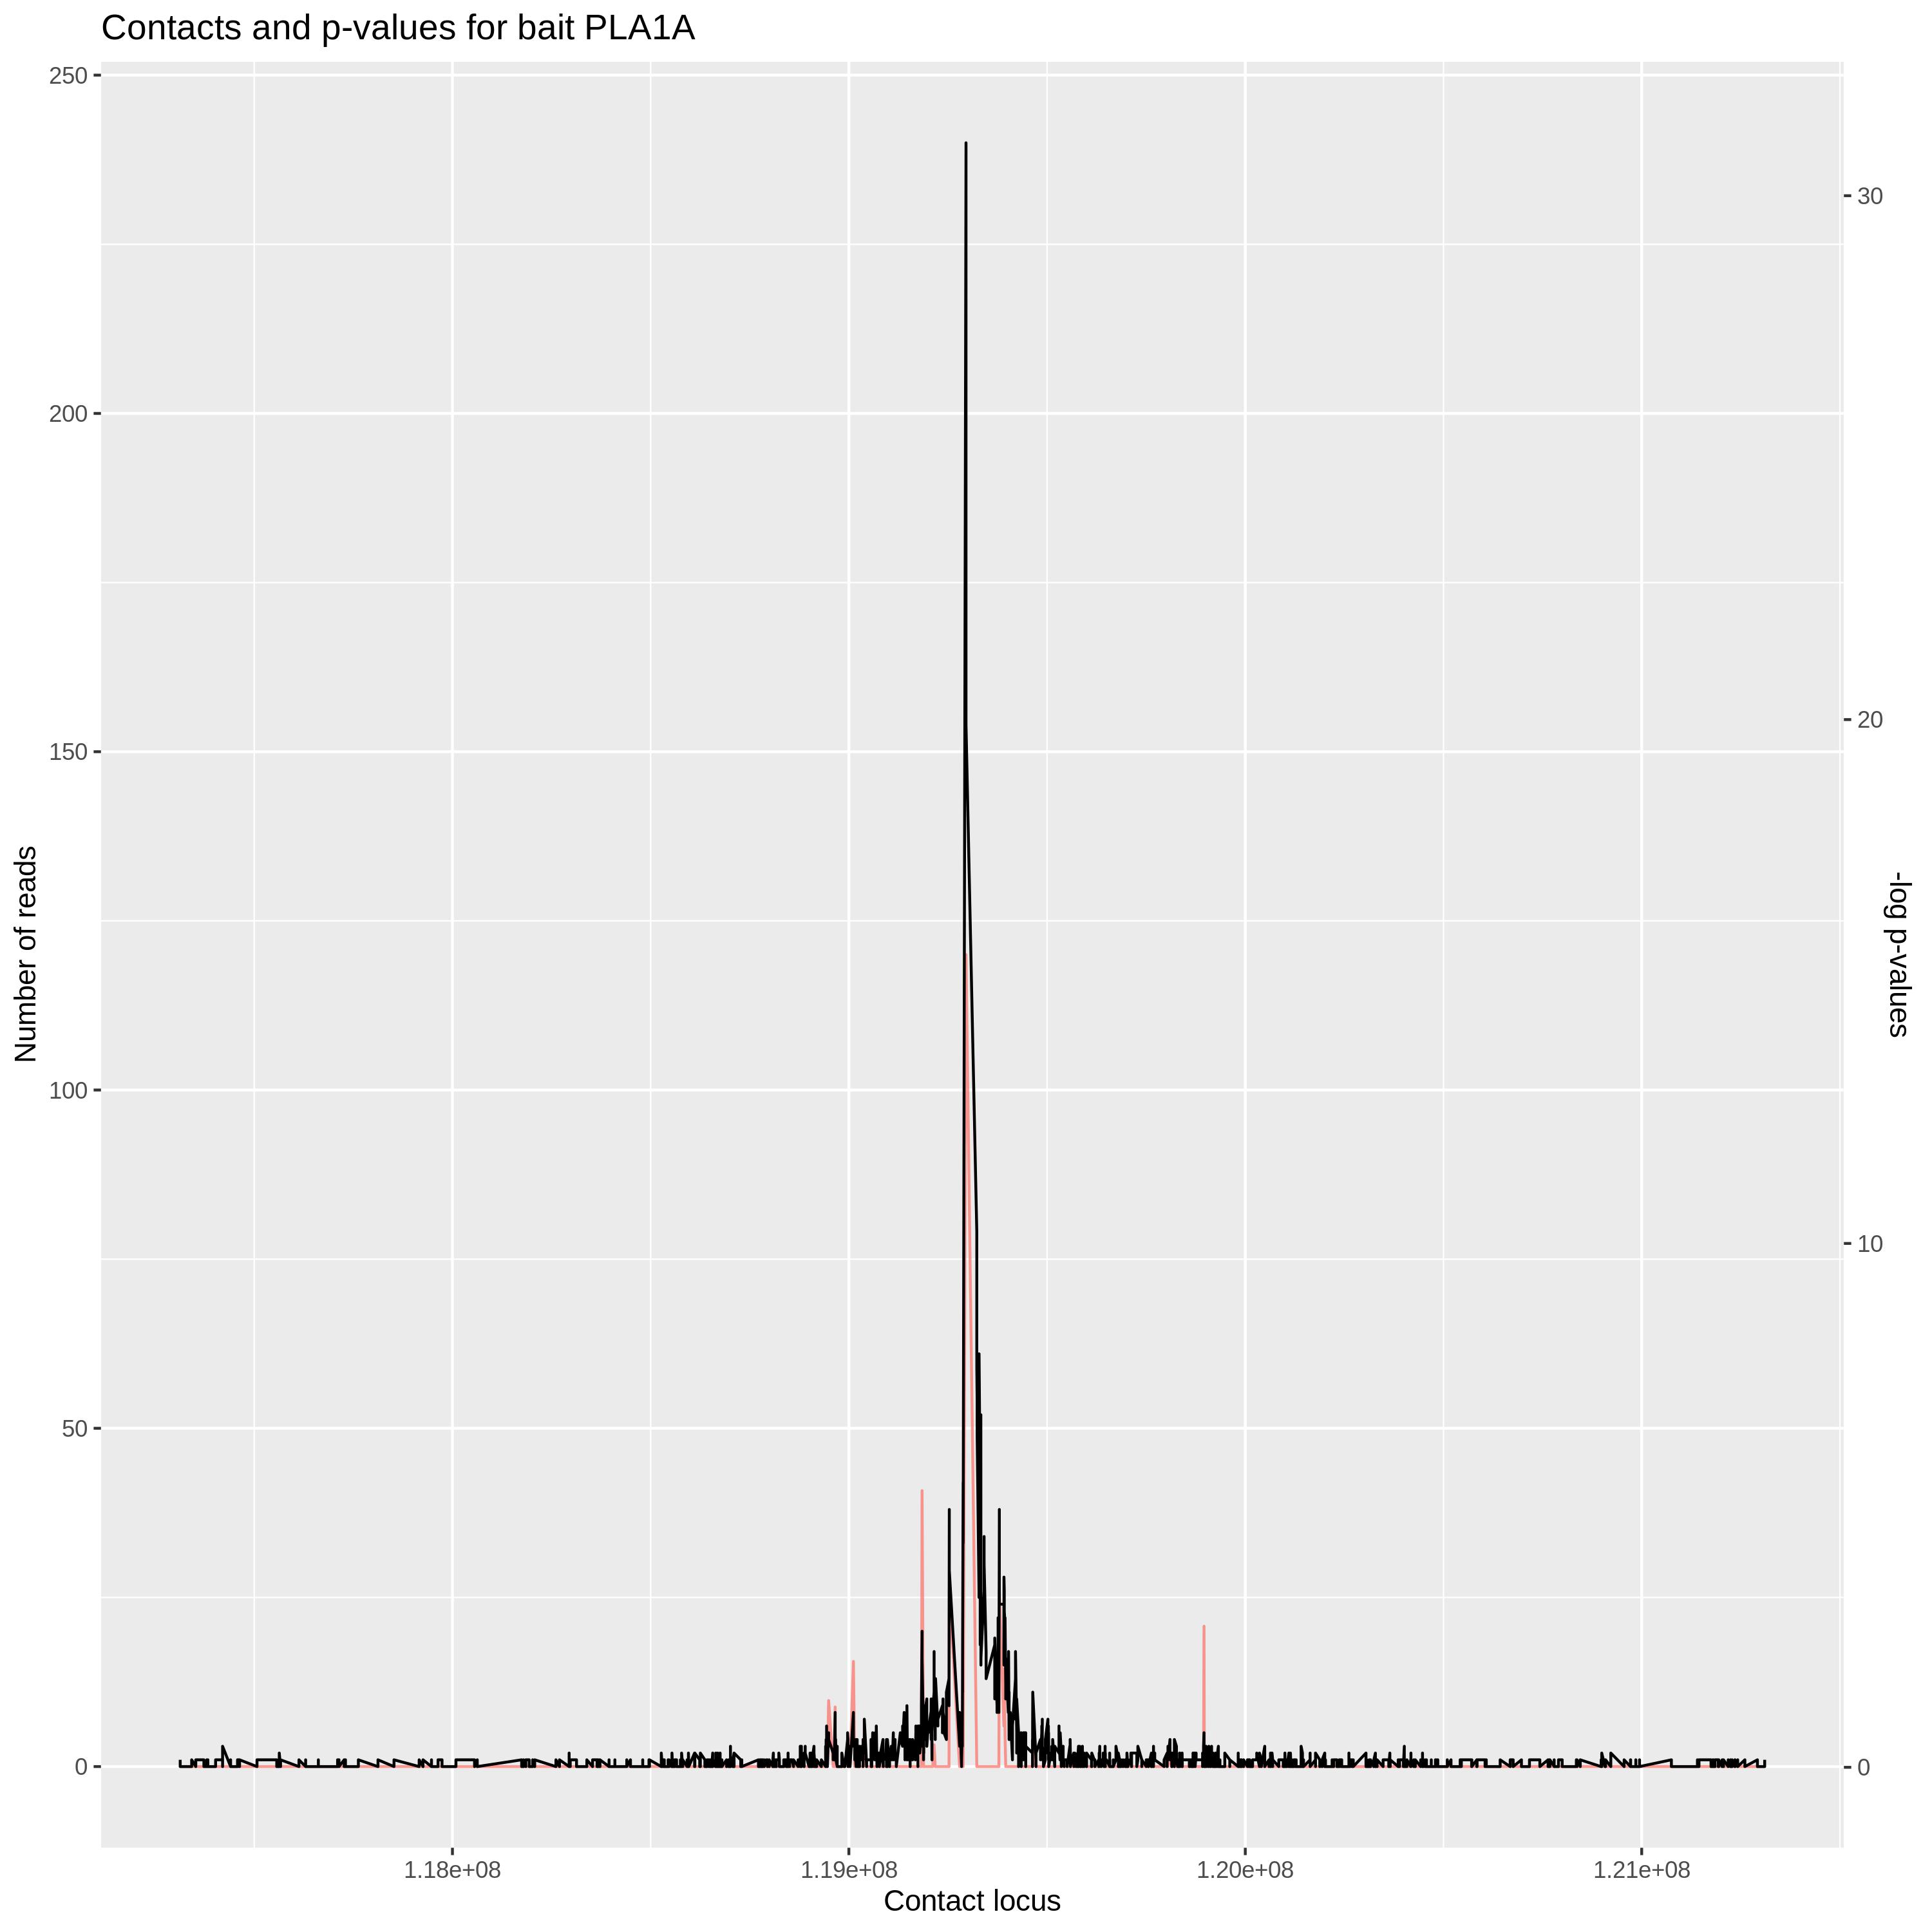 Contacts and p-values for bait PLA1A
250
200
150
100
50
0
Number of reads
30
20
10
0
-log p-values
1.18e+08
1.19e+08
1.20e+08
1.21e+08
Contact locus